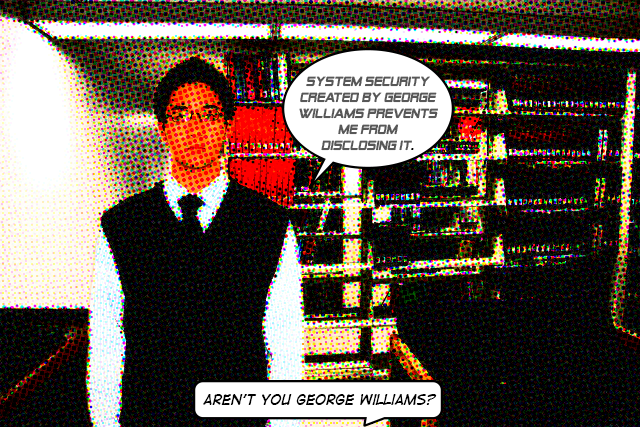 SYSTEM SECURITY
CREATED BY GEORGE
WILLIAMS PREVENTS
ME FROM
DISCLOSING IT.
AREN'T YOU GEORGE WILLIAMS?